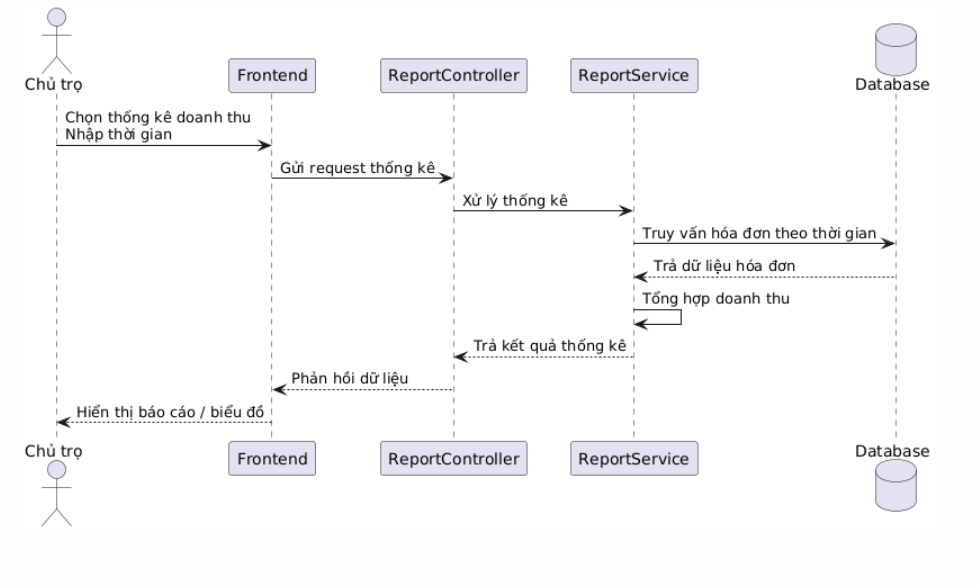 Chủ trọ
Frontend
ReportController
ReportService
Database
Chọn thống kê doanh thu
Nhập thời gian
Gửi request thống kê
Xử lý thống kê
Truy vấn hóa đơn theo thời gian
Trả dữ liệu hóa đơn
Tổng hợp doanh thu
Trả kết quả thống kê
Phản hồi dữ liệu
Hiển thị báo cáo / biểu đồ
Chủ trọ
Frontend
ReportController
ReportService
Database